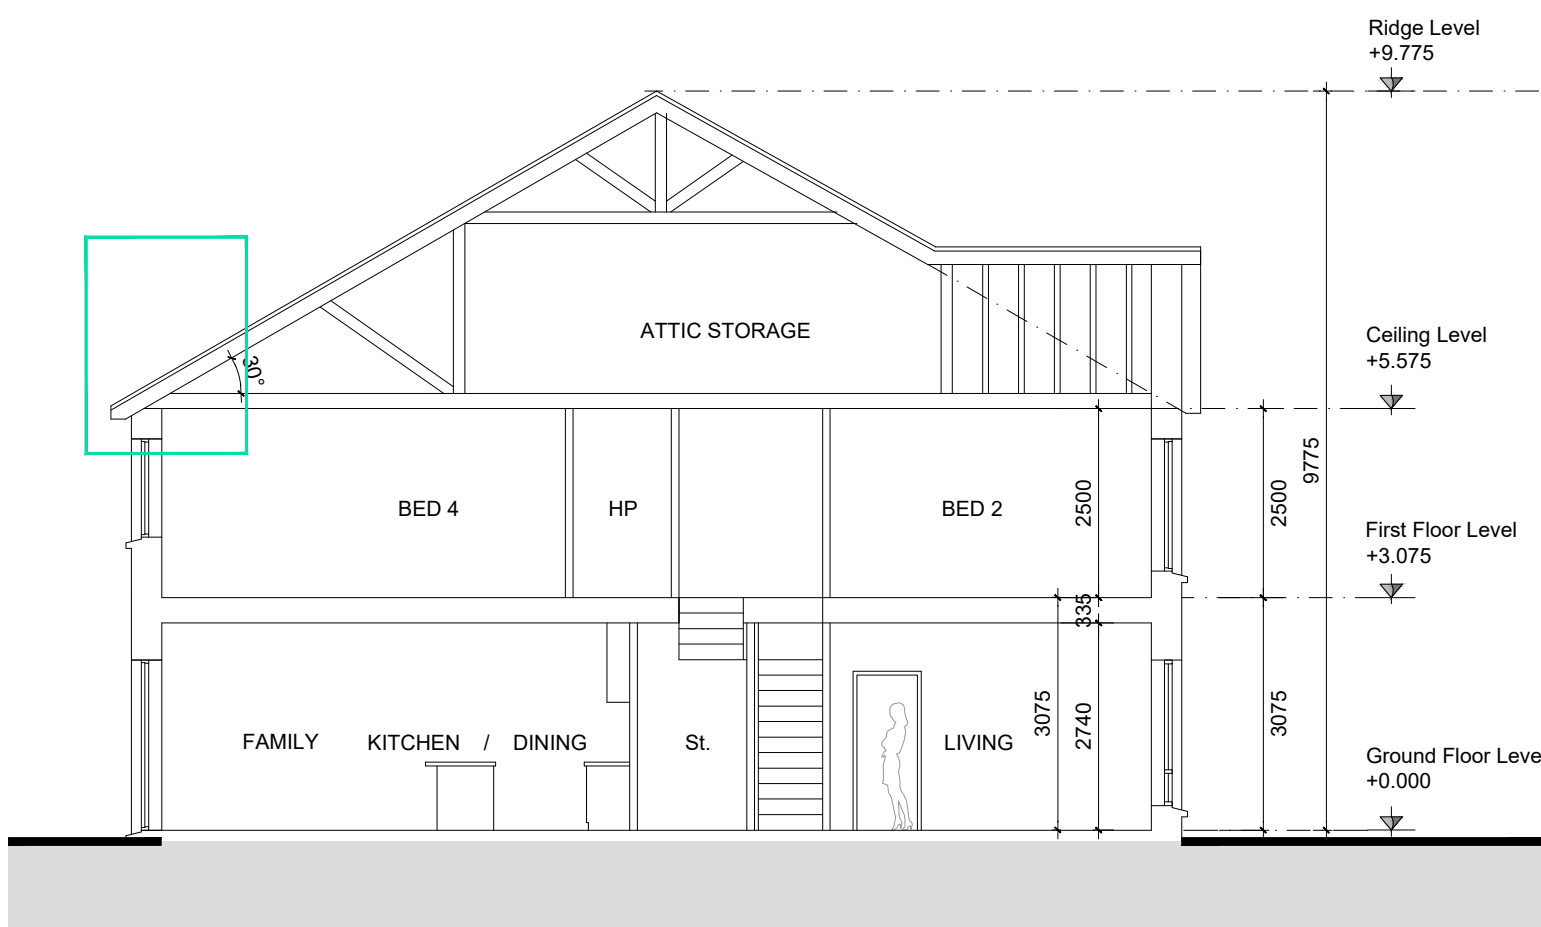 Ridge Level
+9.775
ATTIC STORAGE
30°
Ceiling Level
+5.575
9775
BED 4
HP
BED 2
2500
2500
First Floor Level
+3.075
335
FAMILY
KITCHEN / DINING
St.
LIVING
3075
2740
3075
Ground Floor Leve
+0.000